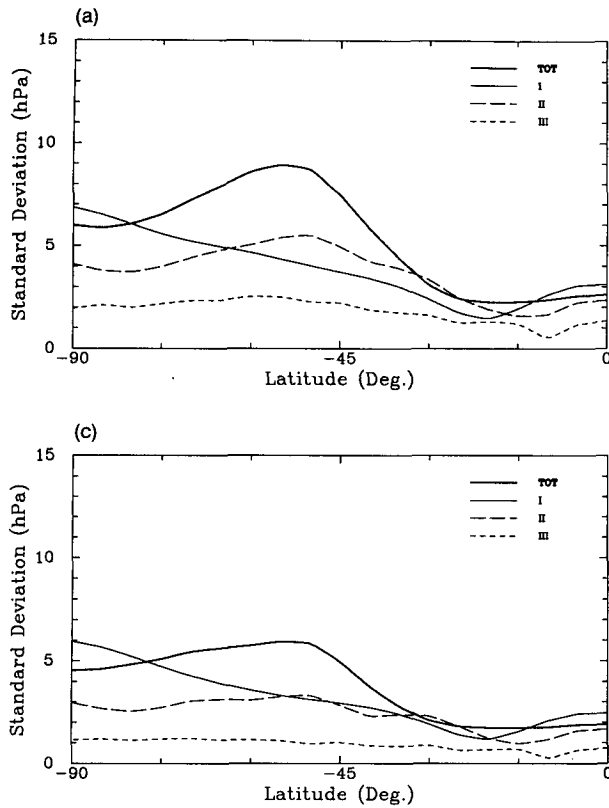 (a)
15
10
5
0
Standard Deviation (hPa)
TOT
I
II
III
-90
-45
0
Latitude (Deg.)
(c)
15
10
5
0
Standard Deviation (hPa)
TOT
I
II
III
-90
-45
0
Latitude (Deg.)